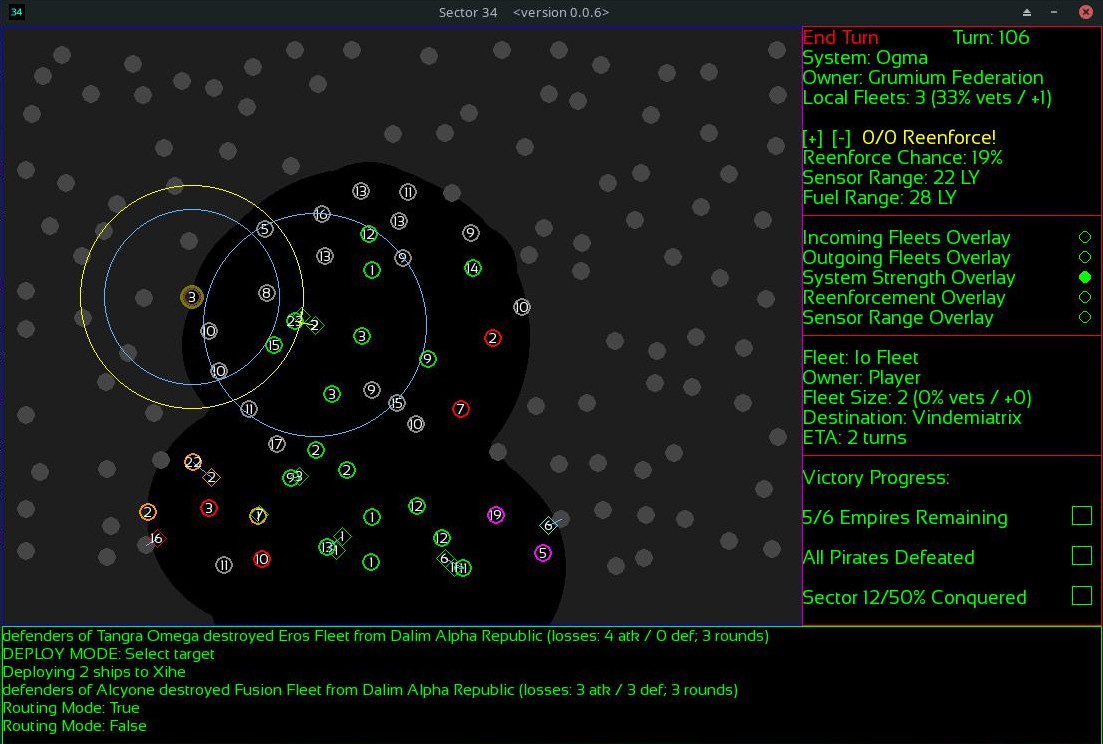 34
Sector 34 <version 0.0.6>
End Turn Turn: 106
System: Ogma
Owner: Grumium Federation
Local Fleets: 3 (33% vets / +1)
[+] [-] 0/0 Reenforce!
Reenforce Chance: 19%
Sensor Range: 22 LY
Fuel Range: 28 LY
Incoming Fleets Overlay
Outgoing Fleets Overlay
System Strength Overlay
Reenforcement Overlay
Sensor Range Overlay
Fleet: Io Fleet
Owner: Player
Fleet Size: 2 (0% vets / +0)
Destination: Vindemiatrix
ETA: 2 turns
Victory Progress:
5/6 Empires Remaining
All Pirates Defeated
Sector 12/50% Conquered
13 11
16
13
5 12 9
13 9
1 14
3 8
10
23 2
10 3 2
15
9
10
3 9
11 15 7
10
17
2
22 2
2 9 3
3 12
2 1 19
6
16 13 1 12
11 10 1 6 5
defenders of Tangra Omega destroyed Eros Fleet from Dalim Alpha Republic (losses: 4 atk / 0 def; 3 rounds)
DEPLOY MODE: Select target
Deploying 2 ships to Xihe
defenders of Alcyone destroyed Fusion Fleet from Dalim Alpha Republic (losses: 3 atk / 3 def; 3 rounds)
Routing Mode: True
Routing Mode: False